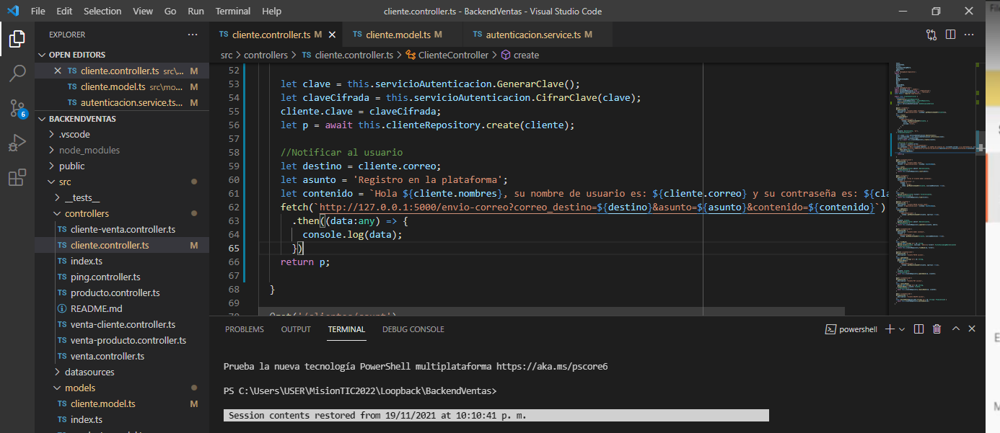 File Edit Selection View Go Run Terminal Help cliente.controller.ts - BackendVentas - Visual Studio Code
EXPLORER
OPEN EDITORS
TS cliente.controller.ts src\... M
TS cliente.model.ts src\mo... M
TS autenticacion.service.ts... M
BACKENDVENTAS
.vscode
node_modules
public
src
__tests__
controllers
TS cliente-venta.controller.ts
TS cliente.controller.ts M
TS index.ts
TS ping.controller.ts
TS producto.controller.ts
README.md
TS venta-cliente.controller.ts
TS venta-producto.controller.ts
TS venta.controller.ts
datasources
models
TS cliente.model.ts M
TS index.ts
6
TS cliente.controller.ts M TS cliente.model.ts M TS autenticacion.service.ts M
src > controllers > TS cliente.controller.ts > ClienteController > create
52
53 let clave = this.servicioAutenticacion.GenerarClave();
54 let claveCifrada = this.servicioAutenticacion.CifrarClave(clave);
55 cliente.clave = claveCifrada;
56 let p = await this.clienteRepository.create(cliente);
57
58 //Notificar al usuario
59 let destino = cliente.correo;
60 let asunto = 'Registro en la plataforma';
61 let contenido = `Hola ${cliente.nombres}, su nombre de usuario es: ${cliente.correo} y su contraseña es: ${cla
62 fetch(`http://127.0.0.1:5000/envio-correo?correo_destino=${destino}&asunto=${asunto}&contenido=${contenido}`)
63 .then((data:any) => {
64 console.log(data);
65 })
66 return p;
67
68 }
69
70 @get('/clientes/count')
PROBLEMS OUTPUT TERMINAL DEBUG CONSOLE powershell
Prueba la nueva tecnología PowerShell multiplataforma https://aka.ms/pscore6
PS C:\Users\USER\MisionTIC2022\Loopback\BackendVentas>
Session contents restored from 19/11/2021 at 10:10:41 p. m.